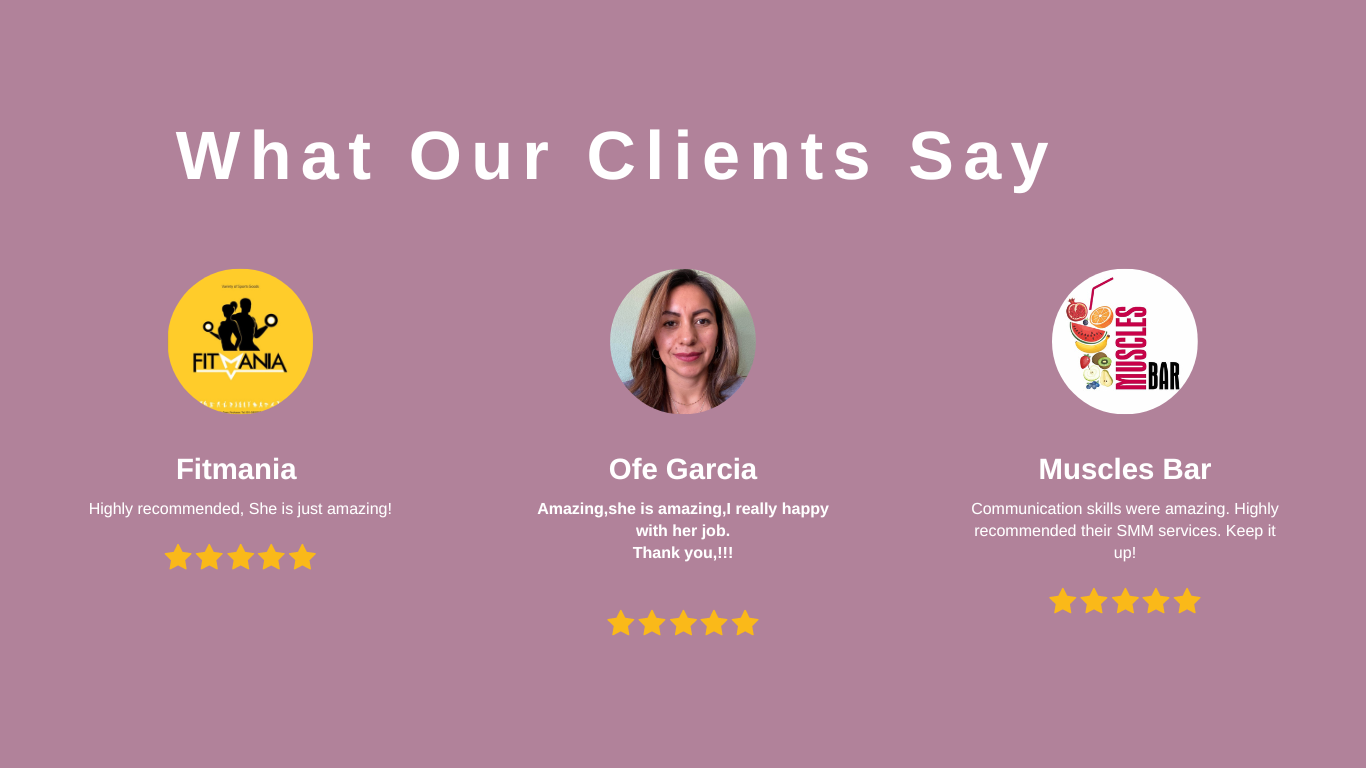 What Our Clients Say
FITMANIA
MUSCLES
BAR
Fitmania
Ofe Garcia
Muscles Bar
Highly recommended, She is just amazing!
Amazing,she is amazing,I really happy
with her job.
Thank you,!!!
Communication skills were amazing. Highly
recommended their SMM services. Keep it
up!